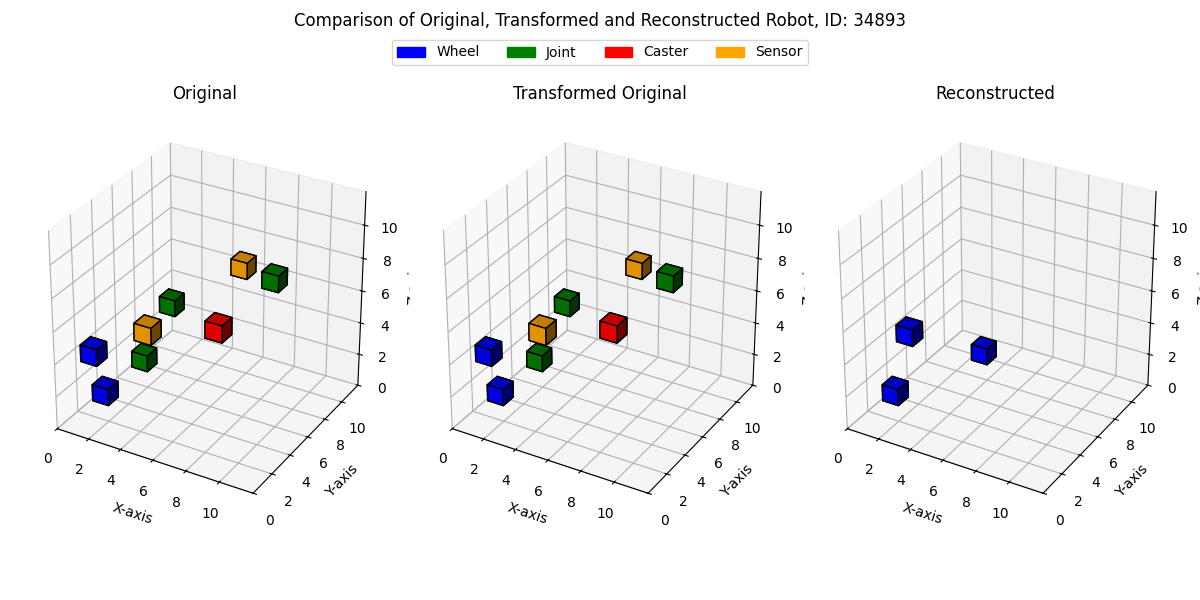 Comparison of Original, Transformed and Reconstructed Robot, ID: 34893
Wheel Joint Caster Sensor
Original Transformed Original Reconstructed
10 10 10
8 8 8
6 6 6
4 4 4
2 2 2
0 0 0
10 10 10
8 8 8
6 6 6
4 4 4
2 2 2
0 0 0
Y-axis Y-axis Y-axis
0 2 4 6 8 10 0 2 4 6 8 10 0 2 4 6 8 10
X-axis X-axis X-axis